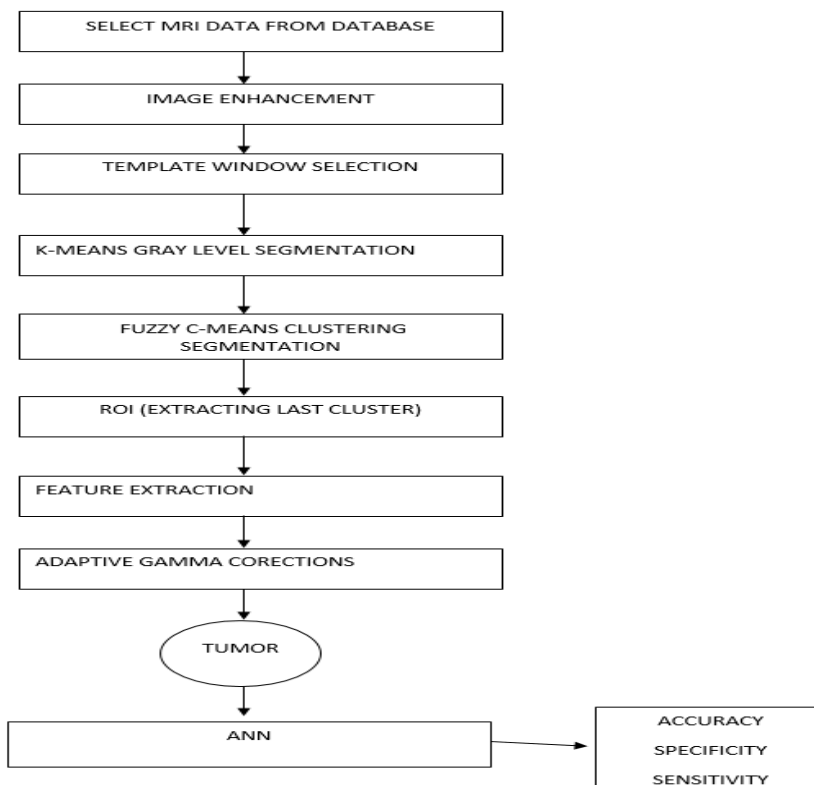 SELECT MRI DATA FROM DATABASE
IMAGE ENHANCEMENT
TEMPLATE WINDOW SELECTION
K-MEANS GRAY LEVEL SEGMENTATION
FUZZY C-MEANS CLUSTERING
SEGMENTATION
ROI (EXTRACTING LAST CLUSTER)
FEATURE EXTRACTION
ADAPTIVE GAMMA CORECTIONS
TUMOR
ANN
ACCURACY
SPECIFICITY
SENSITIVITY